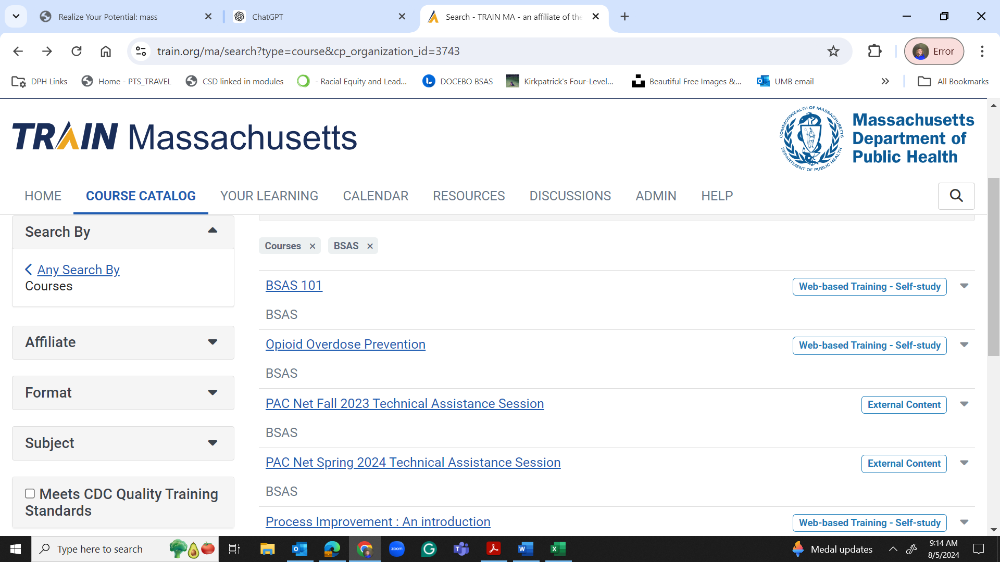 Realize Your Potential: mass
ChatGPT
Search - TRAIN MA - an affiliate of the
train.org/ma/search?type=course&cp_organization_id=3743
Error
DPH Links
Home - PTS_TRAVEL
CSD linked in modules
- Racial Equity and Lead...
DOCEBO BSAS
Kirkpatrick's Four-Level...
Beautiful Free Images &...
UMB email
All Bookmarks
TRAIN Massachusetts
COMMONWEALTH OF MASSACHUSETTS
DEPARTMENT OF PUBLIC HEALTH
Massachusetts
Department of
Public Health
HOME
COURSE CATALOG
YOUR LEARNING
CALENDAR
RESOURCES
DISCUSSIONS
ADMIN
HELP
Search By
Any Search By
Courses
Affiliate
Format
Subject
Meets CDC Quality Training
Standards
Courses ×
BSAS ×
BSAS 101
Web-based Training - Self-study
BSAS
Opioid Overdose Prevention
Web-based Training - Self-study
BSAS
PAC Net Fall 2023 Technical Assistance Session
External Content
BSAS
PAC Net Spring 2024 Technical Assistance Session
External Content
BSAS
Process Improvement : An introduction
Web-based Training - Self-study
Type here to search
zoom
Medal updates
9:14 AM
8/5/2024